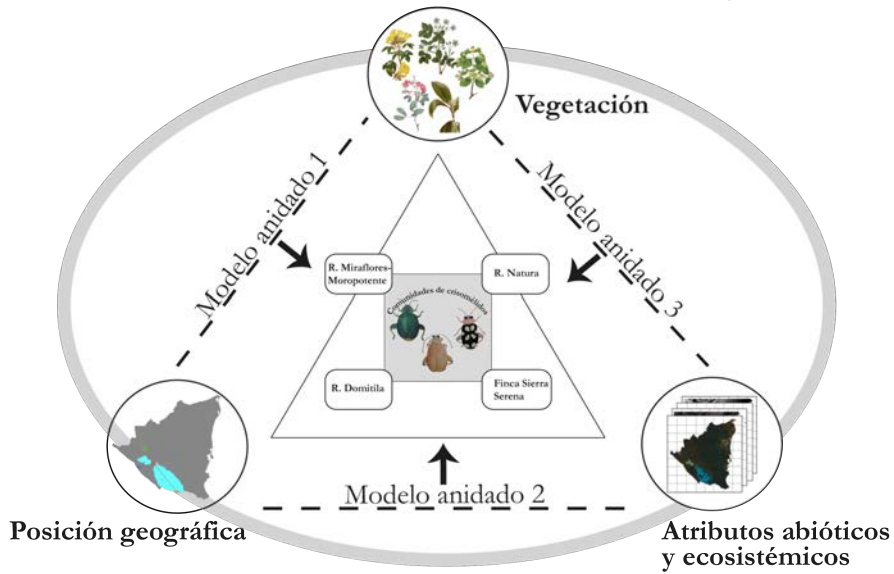 Vegetación
Modelo anidado 1
Modelo anidado 3
R. Miraflores-
Moropotente
R. Natura
Comunidades de crisomélidos
R. Domitila
Finca Sierra
Serena
Modelo anidado 2
Posición geográfica
Atributos abióticos
y ecosistémicos